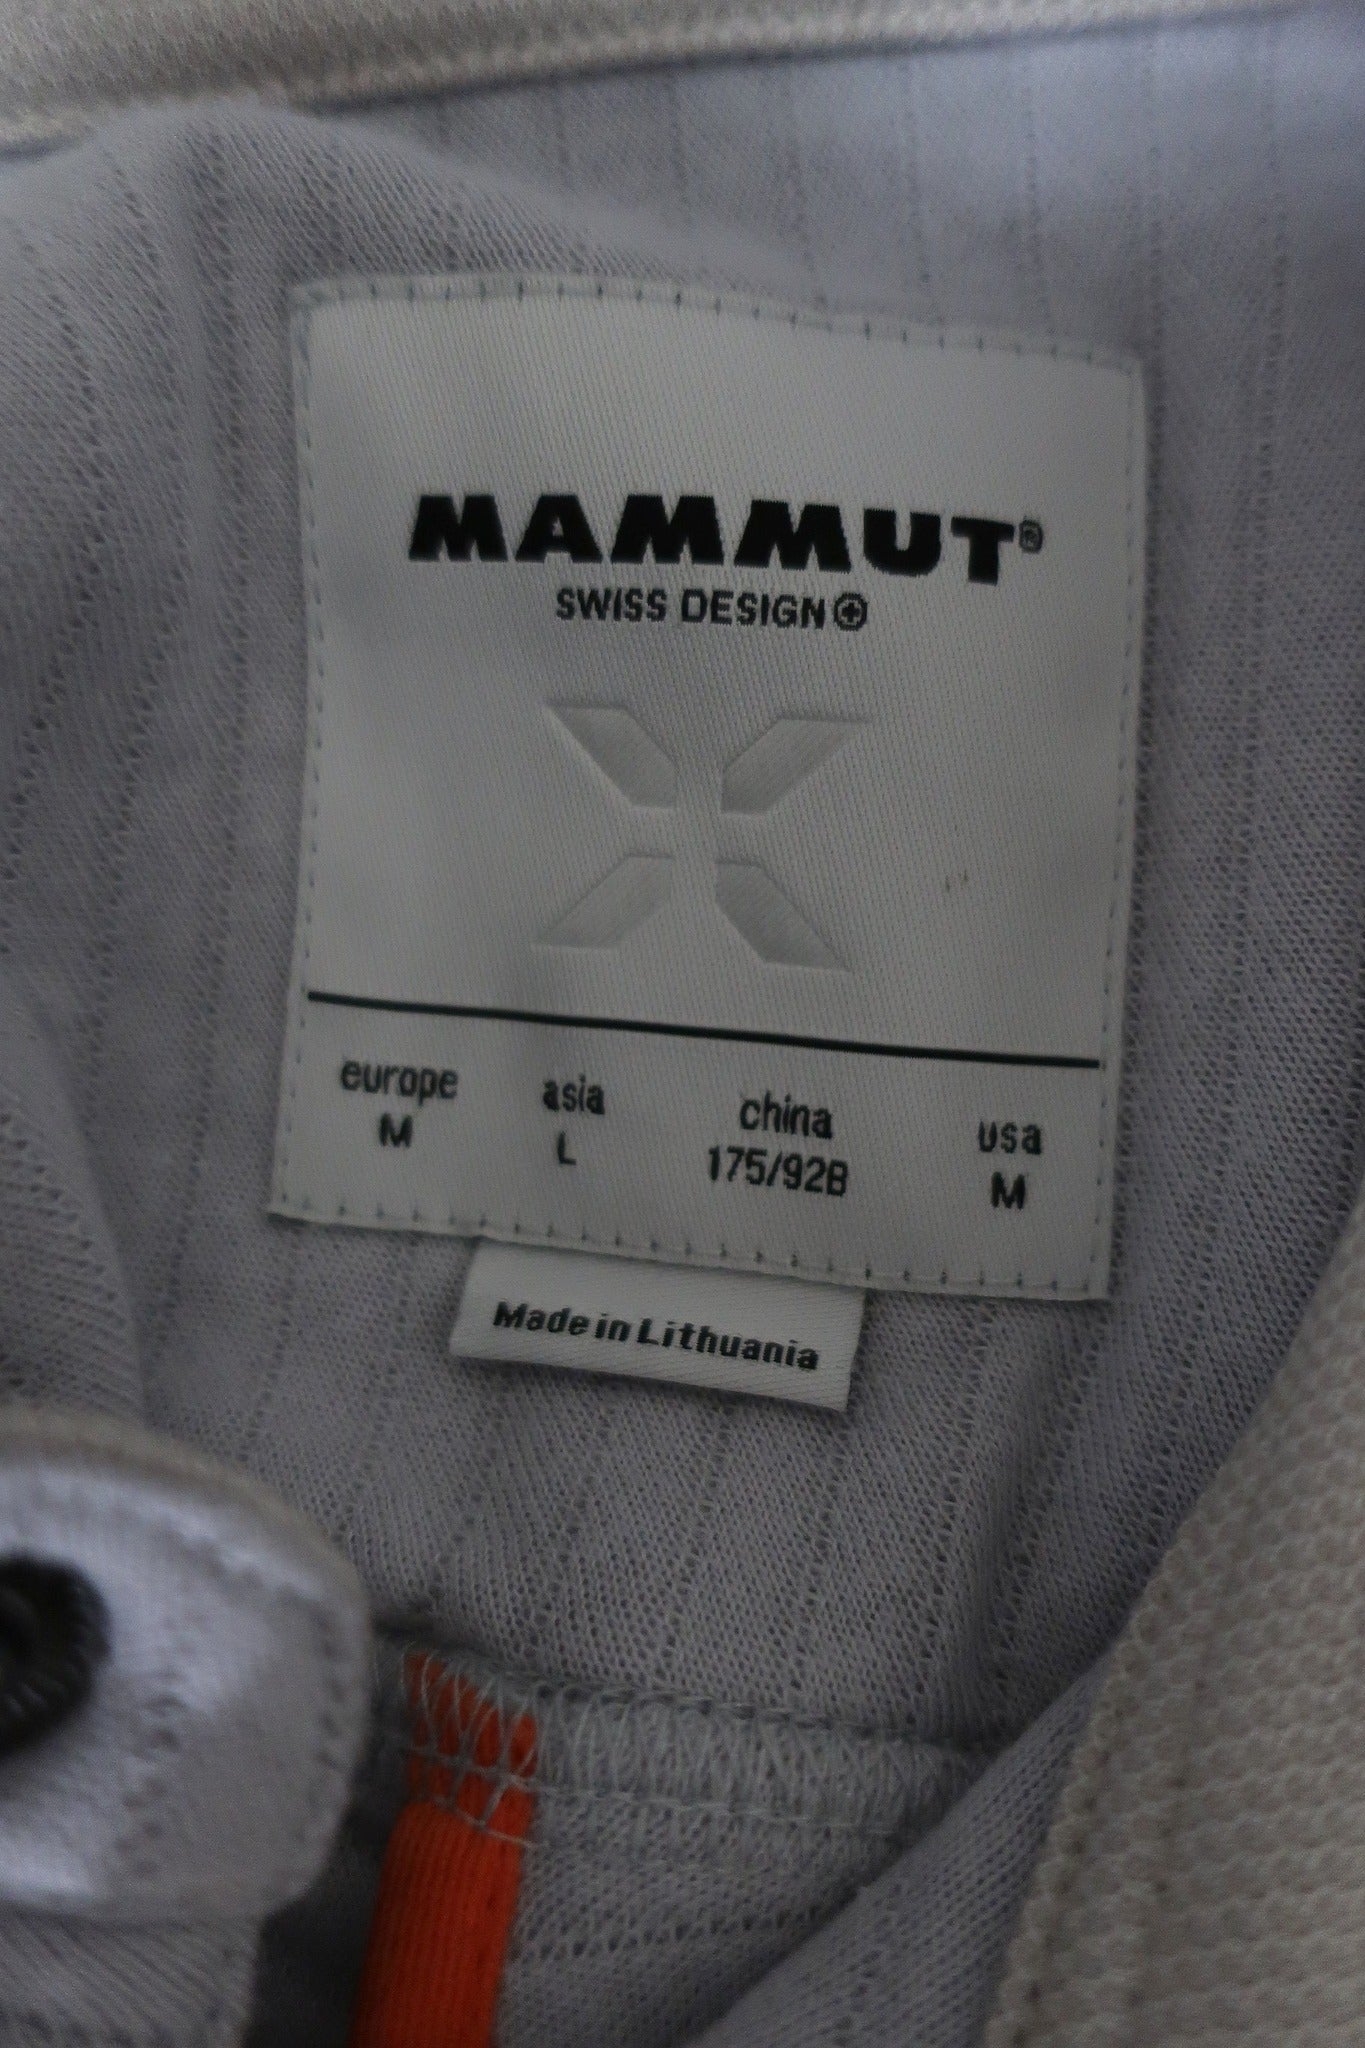 MAMMUT®
SWISS DESIGN
europe asia china usa
M L 175/92B M
Made in Lithuania